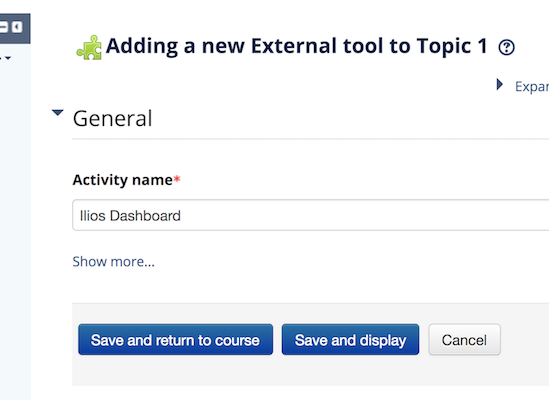 Adding a new External tool to Topic 1
General
Activity name*
Ilios Dashboard
Show more...
Save and return to course
Save and display
Cancel